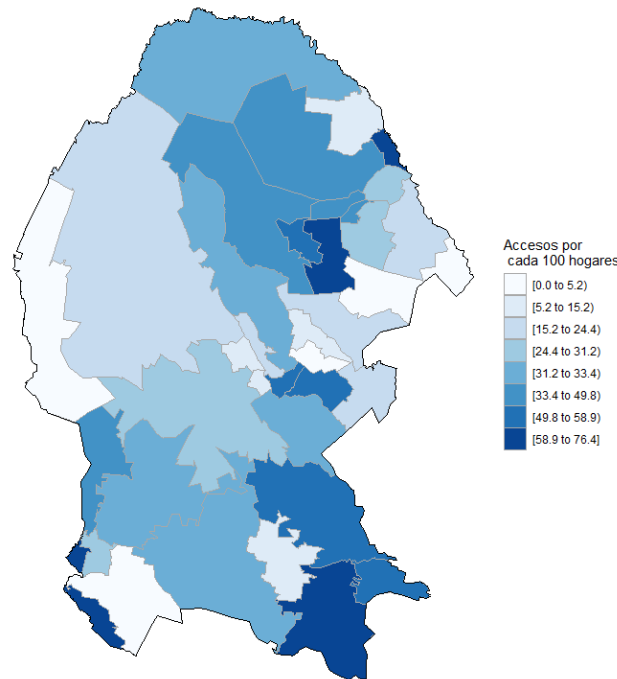 Accesos por
cada 100 hogares
[0.0 to 5.2)
[5.2 to 15.2)
[15.2 to 24.4)
[24.4 to 31.2)
[31.2 to 33.4)
[33.4 to 49.8)
[49.8 to 58.9)
[58.9 to 76.4]